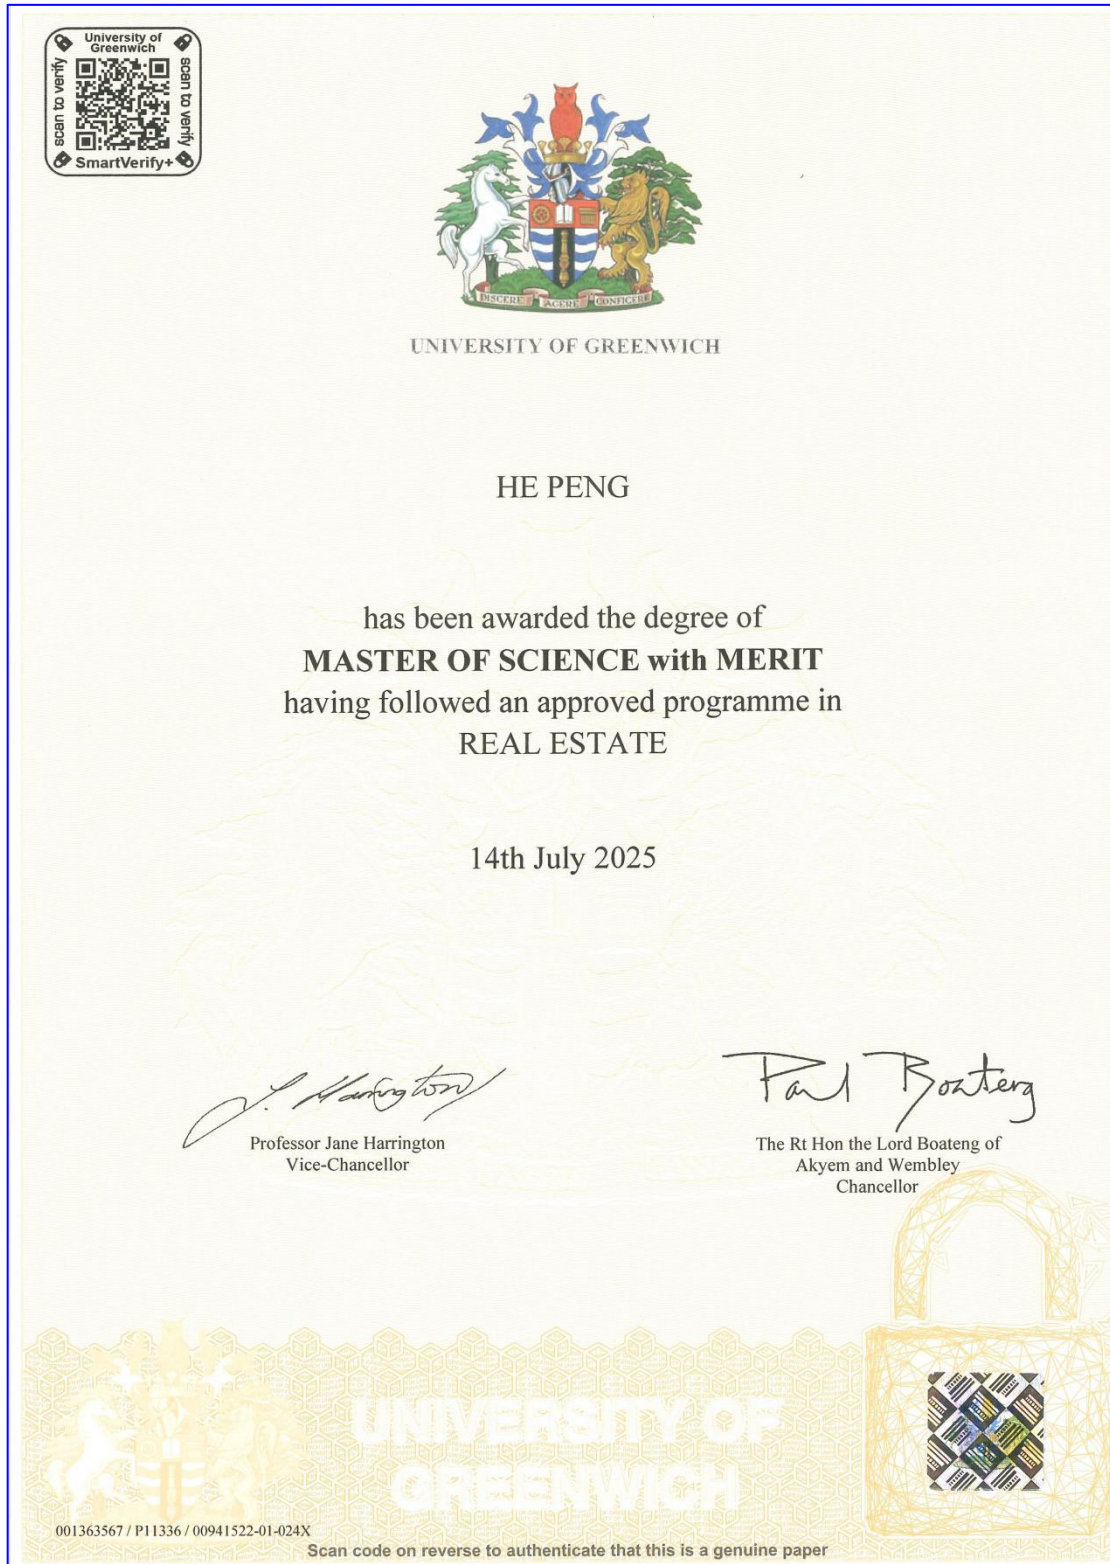 University of
Greenwich
scan to verify
scan to verify
SmartVerify+
DISCERE AGERE CONFICERE
UNIVERSITY OF GREENWICH
HE PENG
has been awarded the degree of
MASTER OF SCIENCE with MERIT
having followed an approved programme in
REAL ESTATE
14th July 2025
J. Harrington
Paul Boateng
Professor Jane Harrington
Vice-Chancellor
The Rt Hon the Lord Boateng of
Akyem and Wembley
Chancellor
UNIVERSITY OF
GREENWICH
001363567 / P11336 / 00941522-01-024X
Scan code on reverse to authenticate that this is a genuine paper